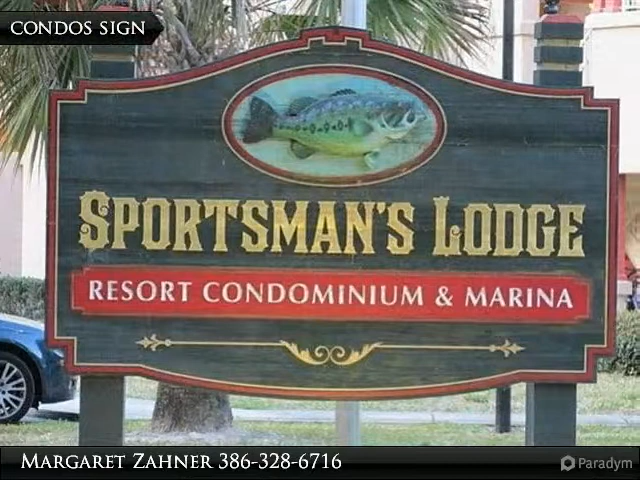 CONDOS SIGN
SPORTSMAN'S LODGE
RESORT CONDOMINIUM & MARINA
MARGARET ZAHNER 386-328-6716
Paradym